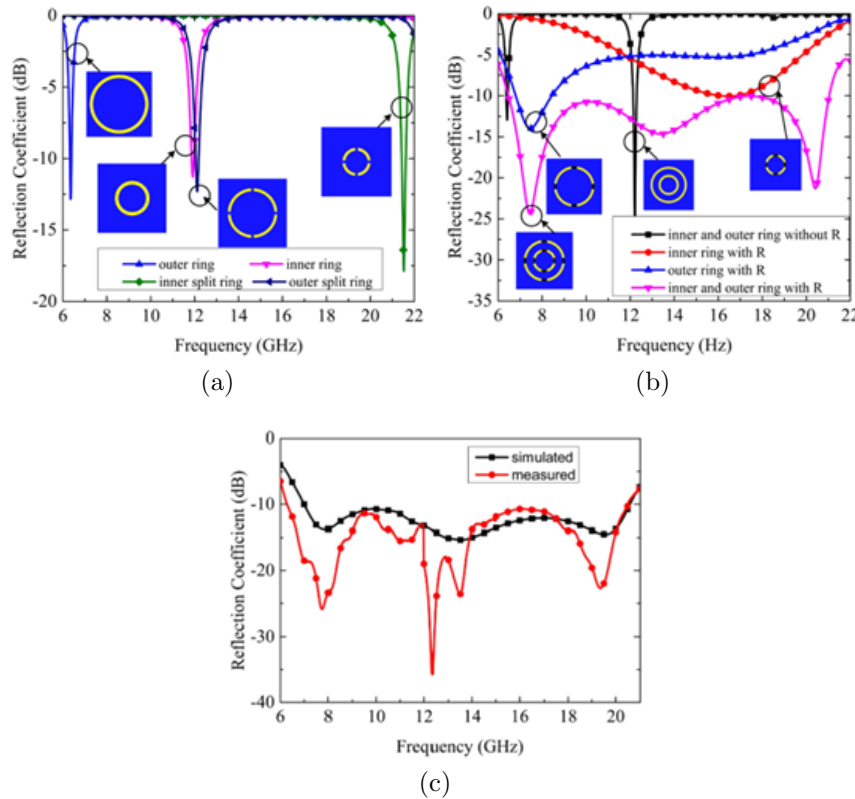 0
-5
-10
-15
-20
Reflection Coefficient (dB)
outer ring
inner ring
inner split ring
outer split ring
6 8 10 12 14 16 18 20 22
Frequency (GHz)
(a)
0
-5
-10
-15
-20
-25
-30
-35
Reflection Coefficient (dB)
inner and outer ring without R
inner ring with R
outer ring with R
inner and outer ring with R
6 8 10 12 14 16 18 20 22
Frequency (Hz)
(b)
0
-10
-20
-30
-40
Reflection Coefficient (dB)
simulated
measured
6 8 10 12 14 16 18 20
Frequency (GHz)
(c)